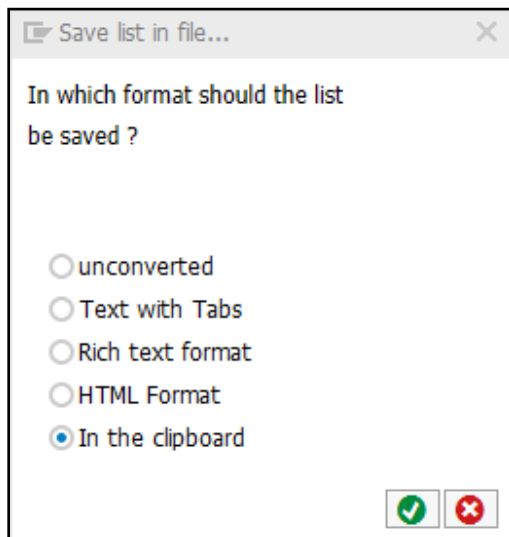 Save list in file...
In which format should the list
be saved ?
unconverted
Text with Tabs
Rich text format
HTML Format
In the clipboard